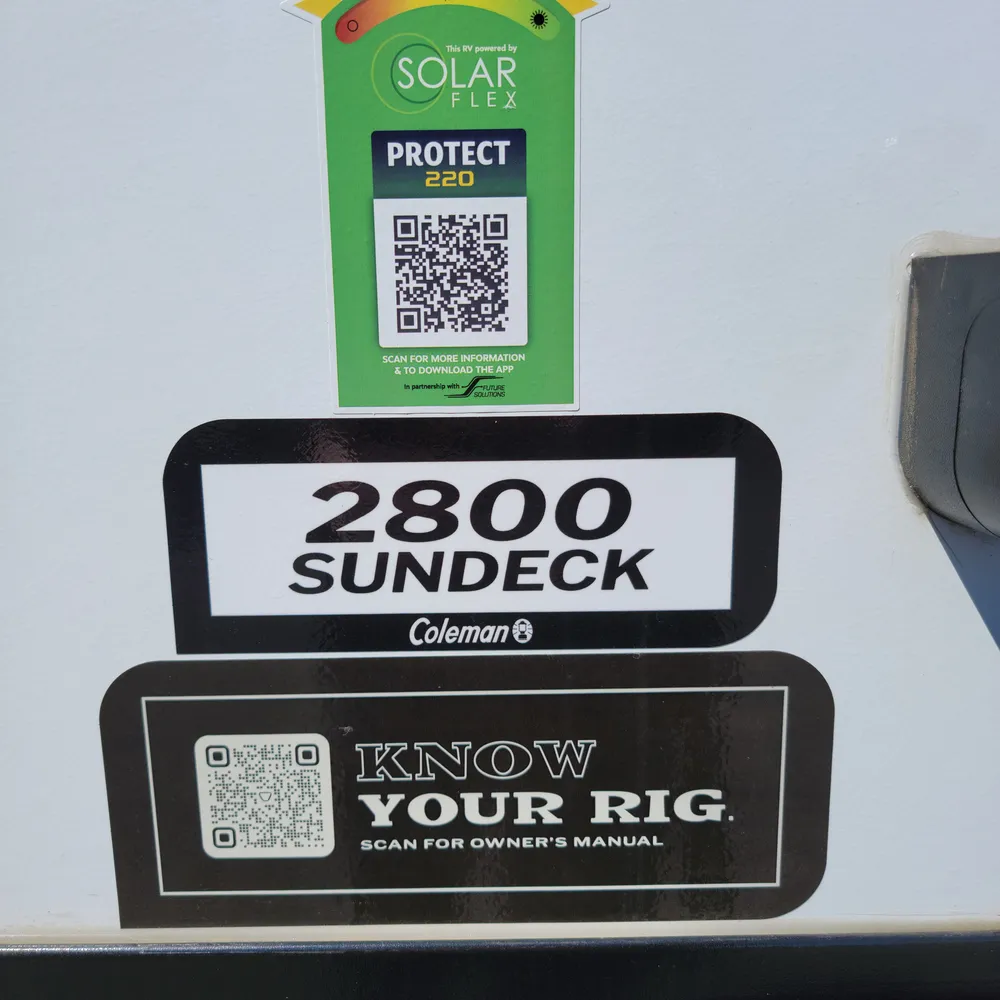 This RV powered by
SOLAR
FLEX
PROTECT
220
SCAN FOR MORE INFORMATION
& TO DOWNLOAD THE APP
In partnership with FUTURE
SOLUTIONS
2800
SUNDECK
Coleman
KNOW
YOUR RIG.
SCAN FOR OWNER'S MANUAL